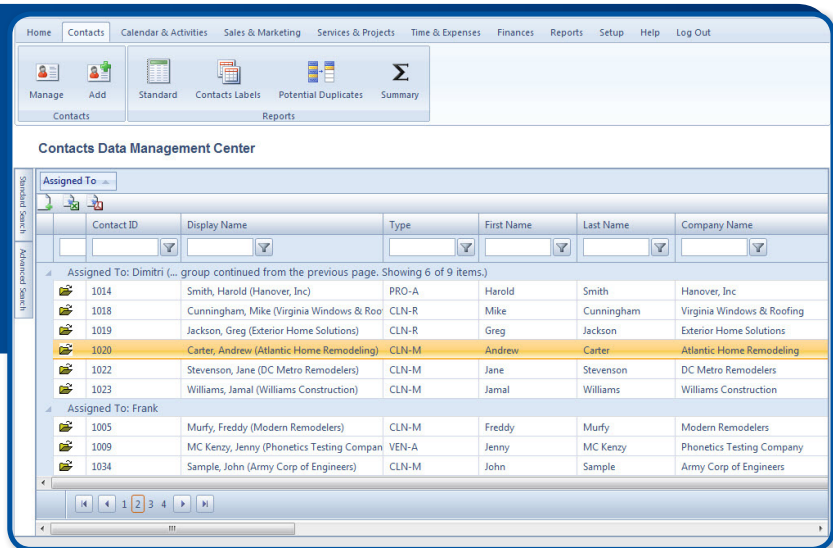 Home Contacts Calendar & Activities Sales & Marketing Services & Projects Time & Expenses Finances Reports Setup Help Log Out
Manage Add Standard Contacts Labels Potential Duplicates Summary
Contacts Reports
Contacts Data Management Center
Standard Search
Advanced Search
Assigned To
Contact ID Display Name Type First Name Last Name Company Name
Assigned To: Dimitri (... group continued from the previous page. Showing 6 of 9 items.)
1014 Smith, Harold (Hanover, Inc) PRO-A Harold Smith Hanover, Inc
1018 Cunningham, Mike (Virginia Windows & Roo CLN-R Mike Cunningham Virginia Windows & Roofing
1019 Jackson, Greg (Exterior Home Solutions) CLN-R Greg Jackson Exterior Home Solutions
1020 Carter, Andrew (Atlantic Home Remodeling) CLN-M Andrew Carter Atlantic Home Remodeling
1022 Stevenson, Jane (DC Metro Remodelers) CLN-M Jane Stevenson DC Metro Remodelers
1023 Williams, Jamal (Williams Construction) CLN-M Jamal Williams Williams Construction
Assigned To: Frank
1005 Murfy, Freddy (Modern Remodelers) CLN-M Freddy Murfy Modern Remodelers
1009 MC Kenzy, Jenny (Phonetics Testing Compan VEN-A Jenny MC Kenzy Phonetics Testing Company
1034 Sample, John (Army Corp of Engineers) CLN-M John Sample Army Corp of Engineers
1 2 3 4